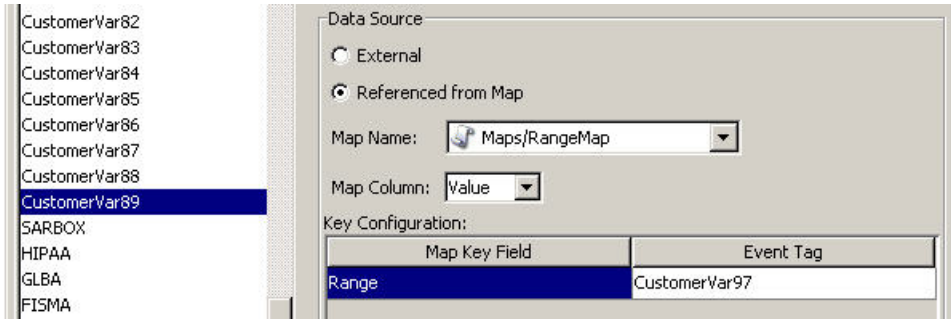 CustomerVar82
CustomerVar83
CustomerVar84
CustomerVar85
CustomerVar86
CustomerVar87
CustomerVar88
CustomerVar89
SARBOX
HIPAA
GLBA
FISMA
Data Source
External
Referenced from Map
Map Name: Maps/RangeMap
Map Column: Value
Key Configuration:
Map Key Field Event Tag
Range CustomerVar97